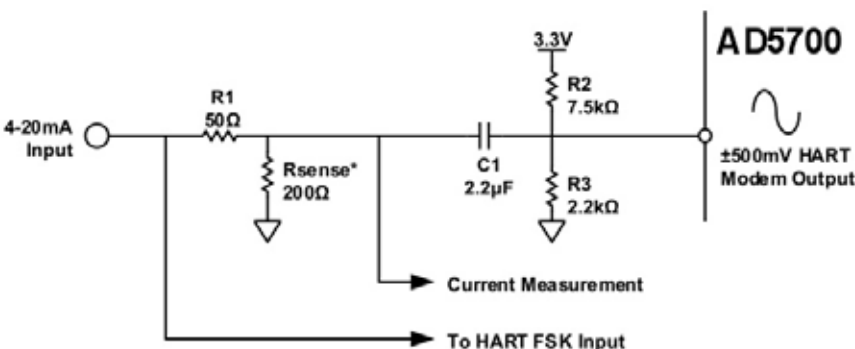 3.3V
AD5700
R1
50Ω
R2
7.5kΩ
4-20mA
Input
Rsense*
200Ω
C1
2.2µF
R3
2.2kΩ
±500mV HART
Modem Output
Current Measurement
To HART FSK Input